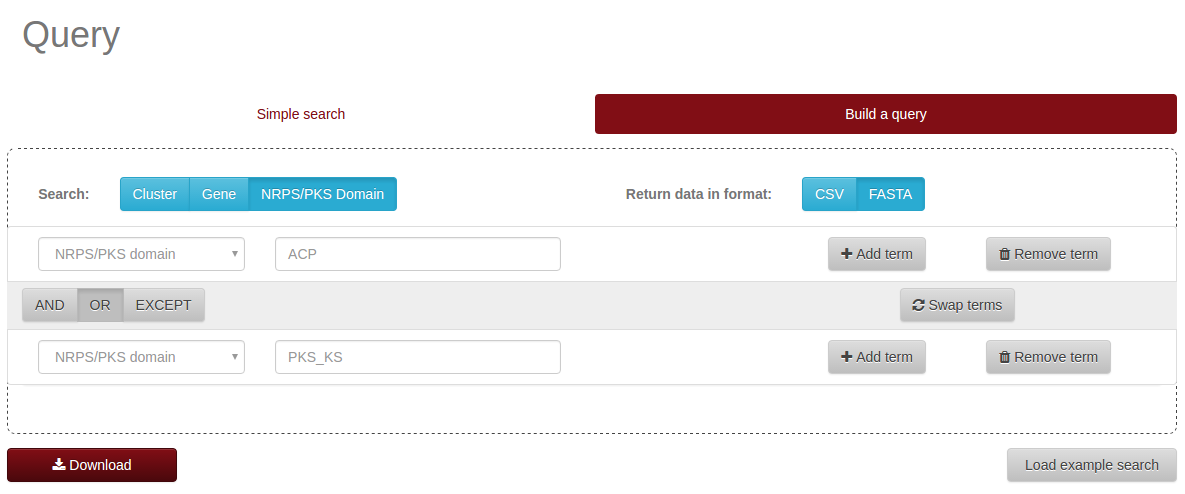 Query
Simple search Build a query
Search: Cluster Gene NRPS/PKS Domain Return data in format: CSV FASTA
NRPS/PKS domain ACP Add term Remove term
AND OR EXCEPT Swap terms
NRPS/PKS domain PKS_KS Add term Remove term
Download Load example search